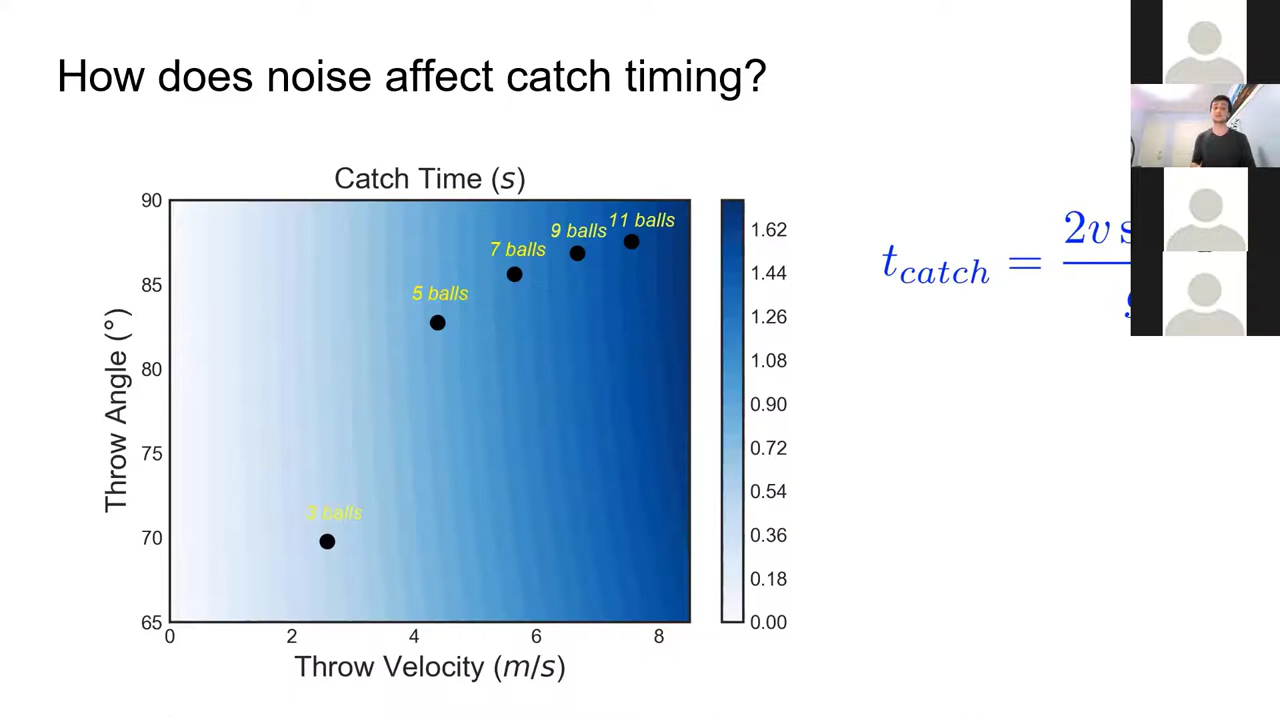 How does noise affect catch timing?
Catch Time (s)
90
85
80
75
70
65
Throw Angle (°)
11 balls
9 balls
7 balls
5 balls
3 balls
0 2 4 6 8
Throw Velocity (m/s)
1.62
1.44
1.26
1.08
0.90
0.72
0.54
0.36
0.18
0.00
t_catch = 2v